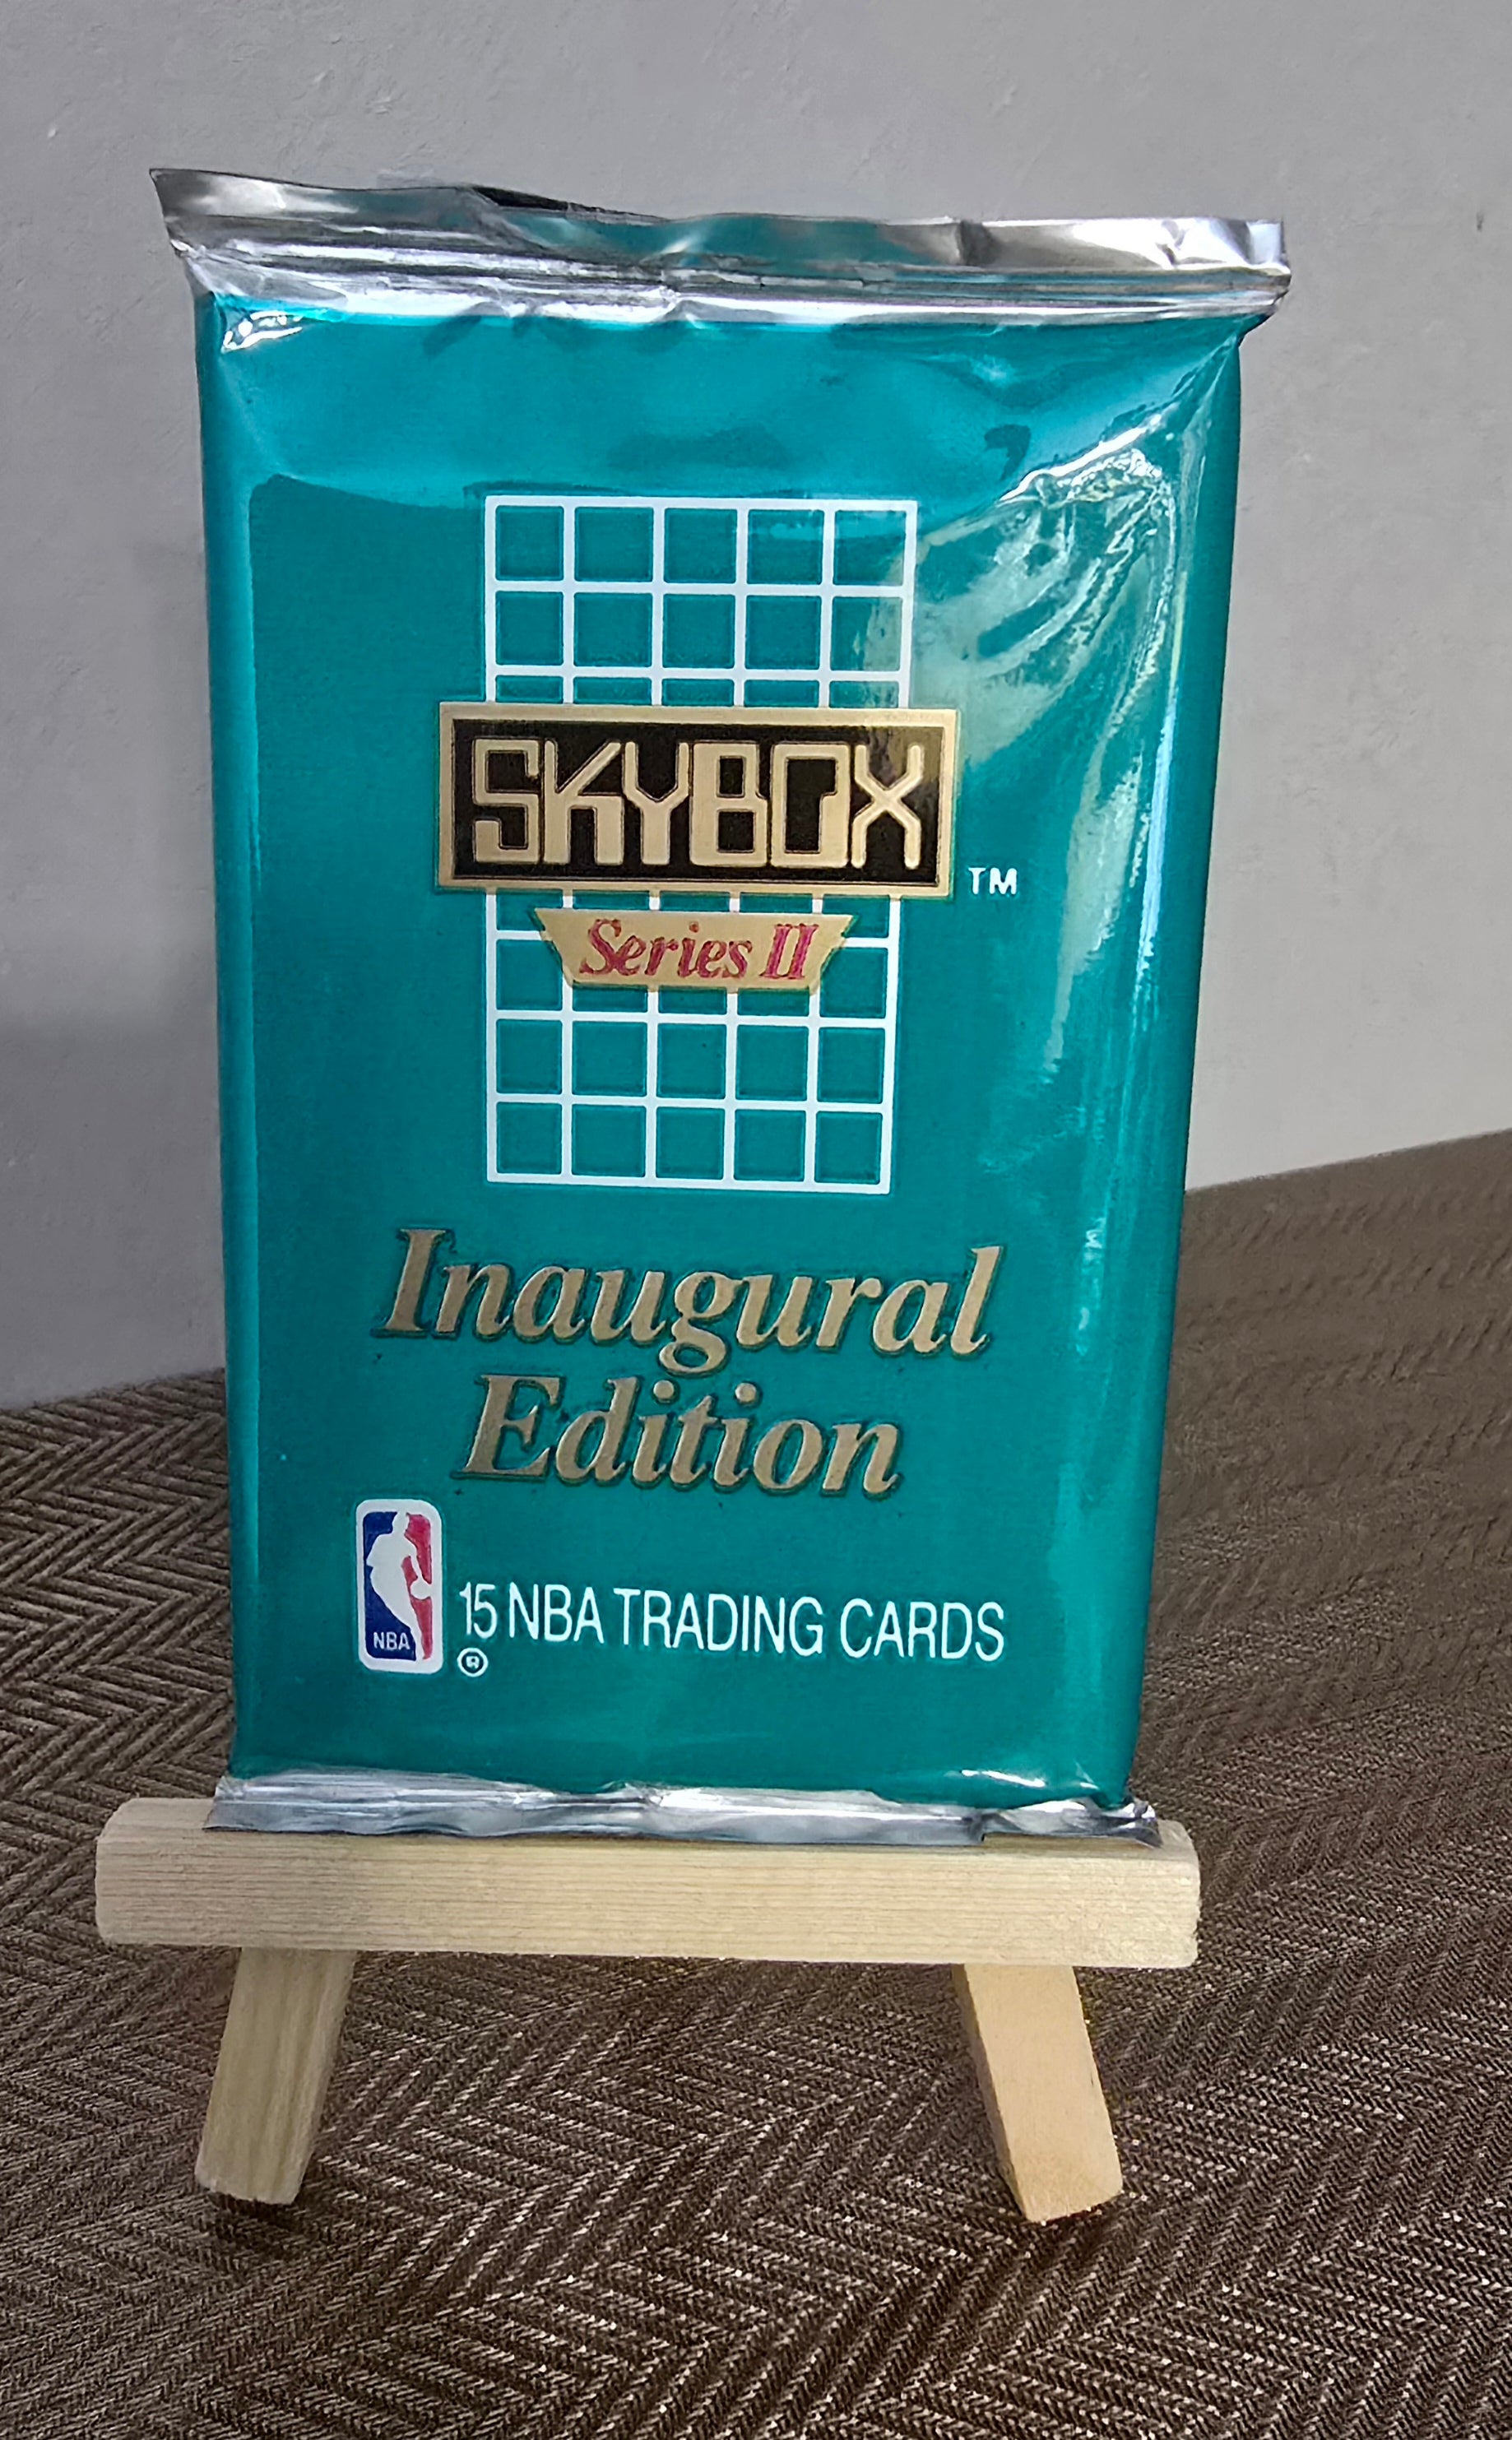 SKYBOX
TM
Series II
Inaugural
Edition
NBA
®
15 NBA TRADING CARDS